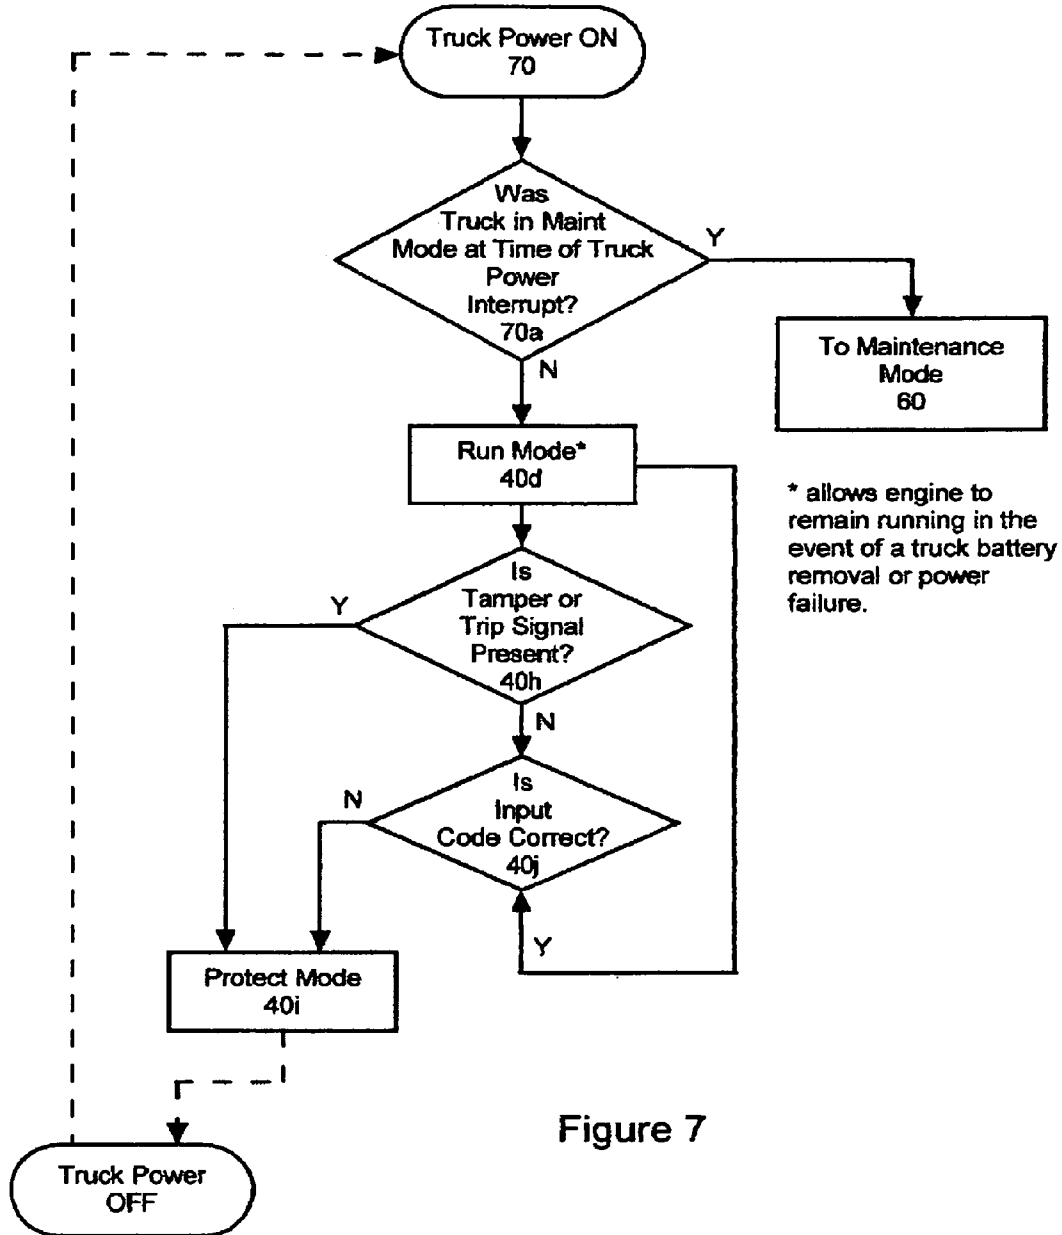 Truck Power ON
70
Was
Truck in Maint
Mode at Time of Truck
Power
Interrupt?
70a
Y
N
To Maintenance
Mode
60
Run Mode*
40d
* allows engine to
remain running in the
event of a truck battery
removal or power
failure.
Is
Tamper or
Trip Signal
Present?
40h
Y
N
Is
Input
Code Correct?
40j
N
Y
Protect Mode
40i
Truck Power
OFF
Figure 7